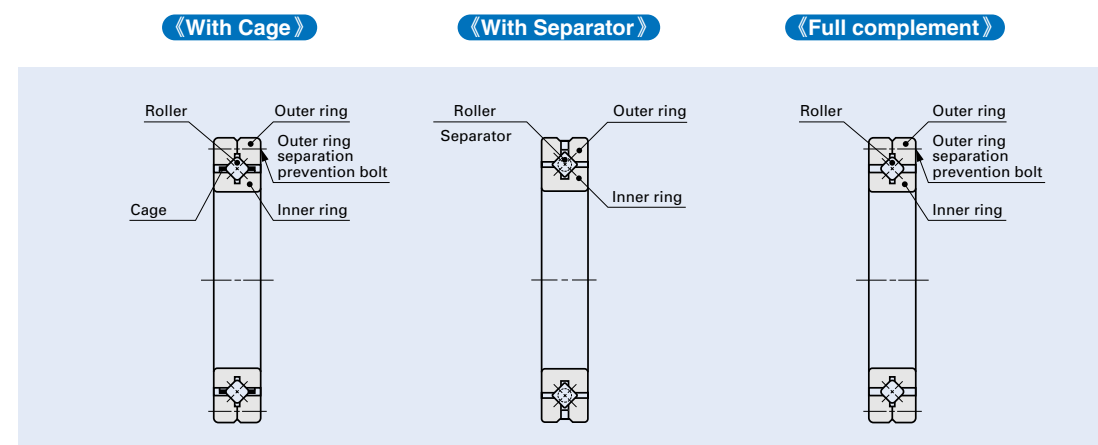 《With Cage》
《With Separator》
《Full complement》
Roller
Outer ring
Outer ring
separation
prevention bolt
Cage
Inner ring
Roller
Separator
Outer ring
Inner ring
Roller
Outer ring
Outer ring
separation
prevention bolt
Inner ring